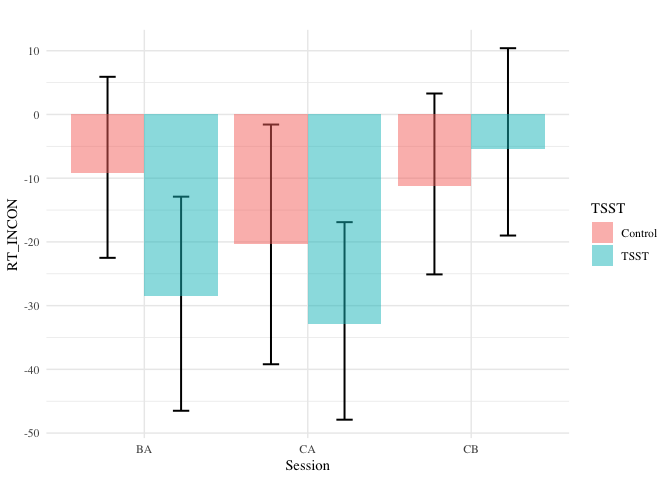 10
0
-10
-20
-30
-40
-50
RT_INCON
BA
CA
CB
Session
TSST
Control
TSST